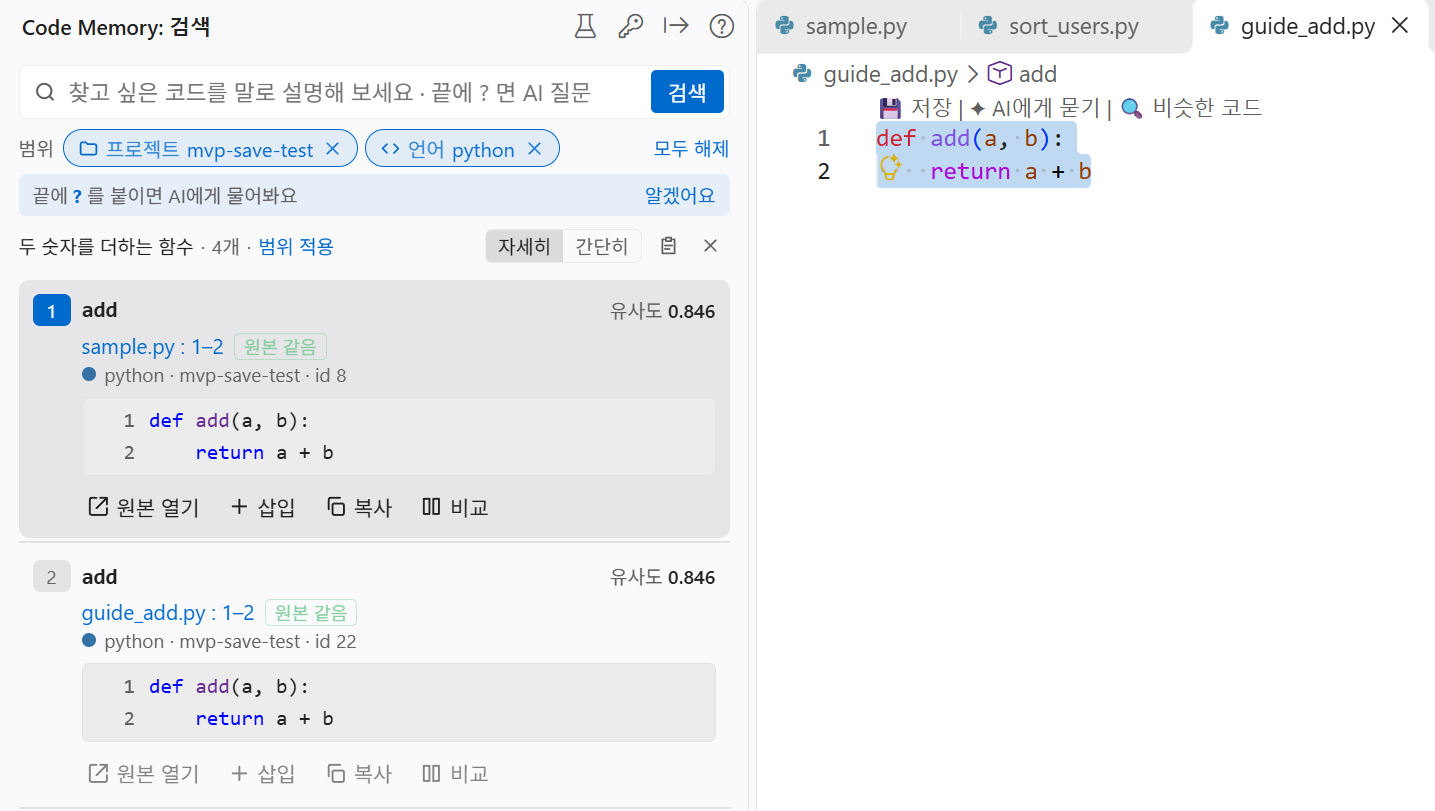 Code Memory: 검색
찾고 싶은 코드를 말로 설명해 보세요 · 끝에 ? 면 AI 질문
검색
범위
프로젝트 mvp-save-test
언어 python
모두 해제
끝에 ? 를 붙이면 AI에게 물어봐요
알겠어요
두 숫자를 더하는 함수 · 4개 · 범위 적용
자세히
간단히
1
add
유사도 0.846
sample.py : 1–2
원본 같음
python · mvp-save-test · id 8
1 def add(a, b):
2     return a + b
원본 열기
삽입
복사
비교
2
add
유사도 0.846
guide_add.py : 1–2
원본 같음
python · mvp-save-test · id 22
1 def add(a, b):
2     return a + b
원본 열기
삽입
복사
비교
sample.py
sort_users.py
guide_add.py
guide_add.py > add
저장 | ✦ AI에게 묻기 | 🔍 비슷한 코드
1 def add(a, b):
2     return a + b